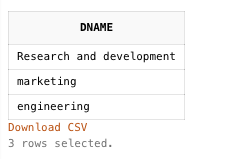 DNAME
Research and development
marketing
engineering
Download CSV
3 rows selected.